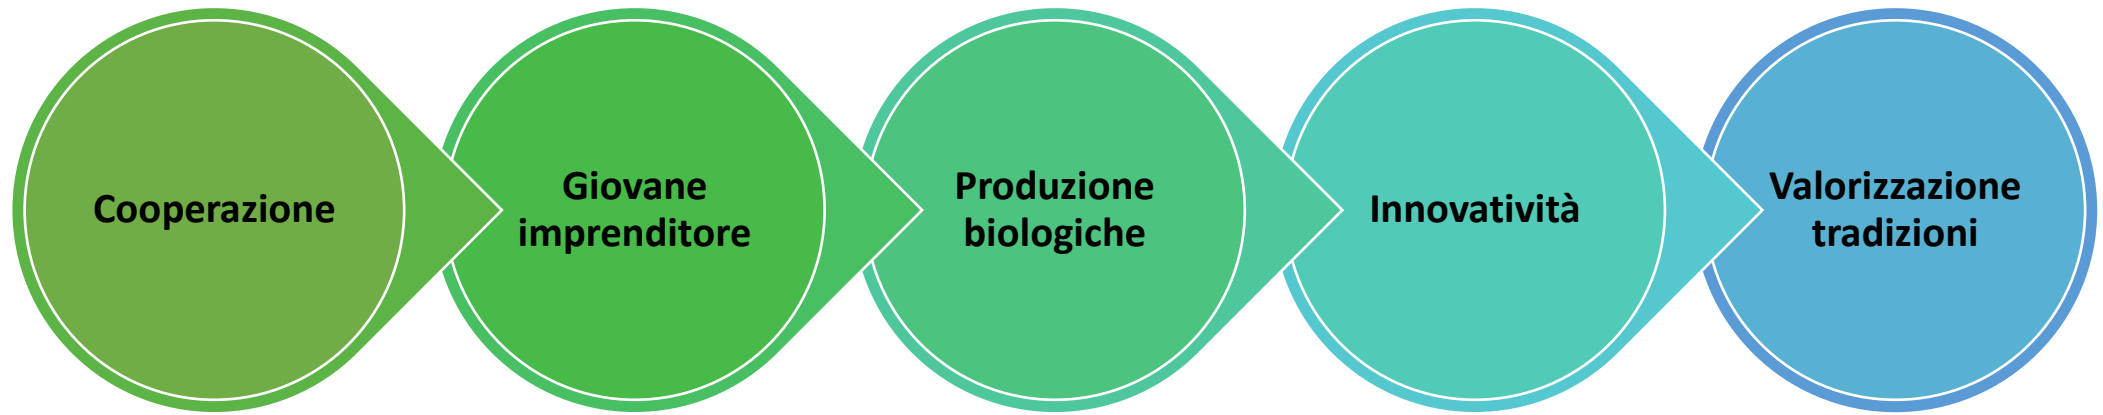 Cooperazione
Giovane
imprenditore
Produzione
biologiche
Innovatività
Valorizzazione
tradizioni